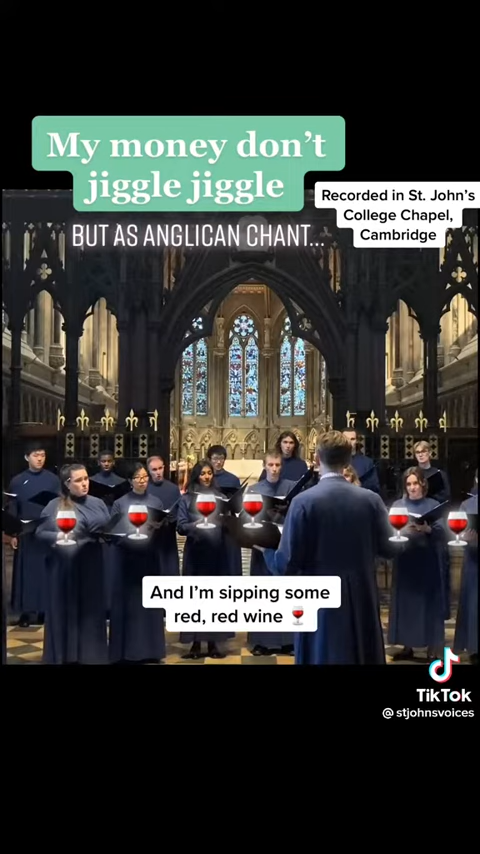 My money don't
jiggle jiggle
Recorded in St. John's
College Chapel,
Cambridge
BUT AS ANGLICAN CHANT...
And I'm sipping some
red, red wine 🍷
TikTok
@ stjohnsvoices